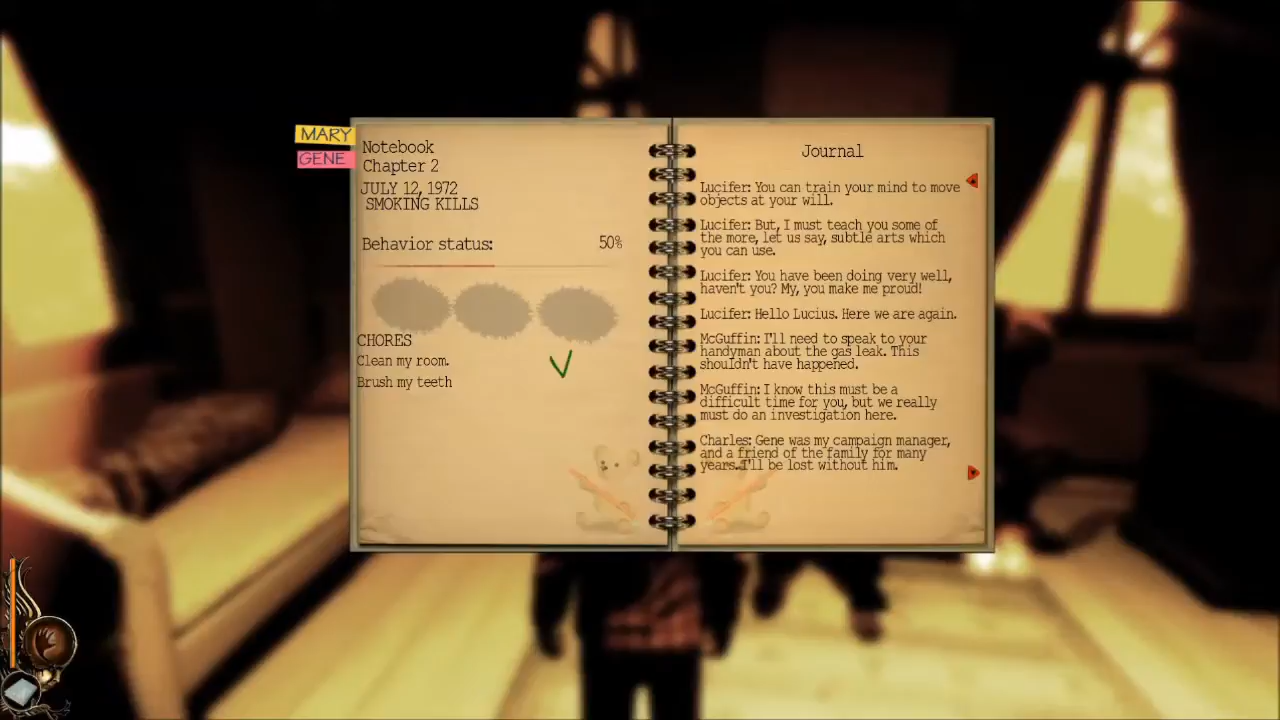 MARY
GENE
Notebook
Chapter 2
JULY 12, 1972
SMOKING KILLS
Behavior status: 50%
CHORES
Clean my room.
Brush my teeth
Journal
Lucifer: You can train your mind to move
objects at your will.
Lucifer: But, I must teach you some of
the more, let us say, subtle arts which
you can use.
Lucifer: You have been doing very well,
haven't you? My, you make me proud!
Lucifer: Hello Lucius. Here we are again.
McGuffin: I'll need to speak to your
handyman about the gas leak. This
shouldn't have happened.
McGuffin: I know this must be a
difficult time for you, but we really
must do an investigation here.
Charles: Gene was my campaign manager,
and a friend of the family for many
years.I'll be lost without him.